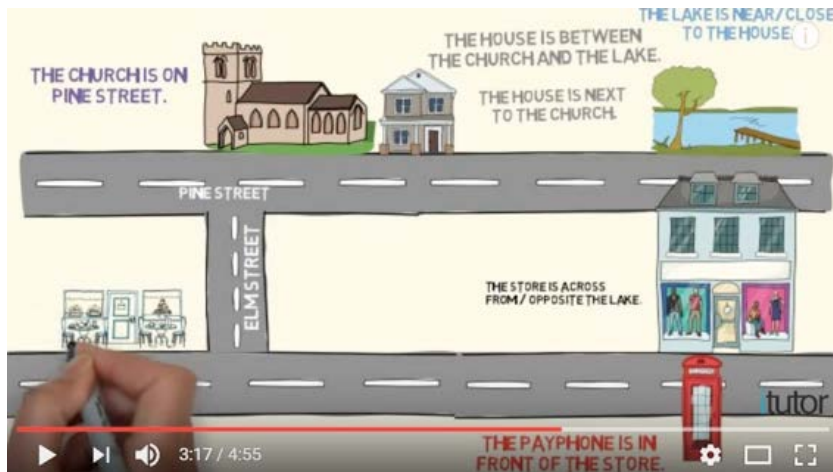 THE LAKE IS NEAR/CLOSE
TO THE HOUSE.
THE HOUSE IS BETWEEN
THE CHURCH AND THE LAKE.
THE CHURCH IS ON
PINE STREET.
THE HOUSE IS NEXT
TO THE CHURCH.
PINE STREET
ELM STREET
THE STORE IS ACROSS
FROM/OPPOSITE THE LAKE.
itutor
3:17 / 4:55
THE PAYPHONE IS IN
FRONT OF THE STORE.